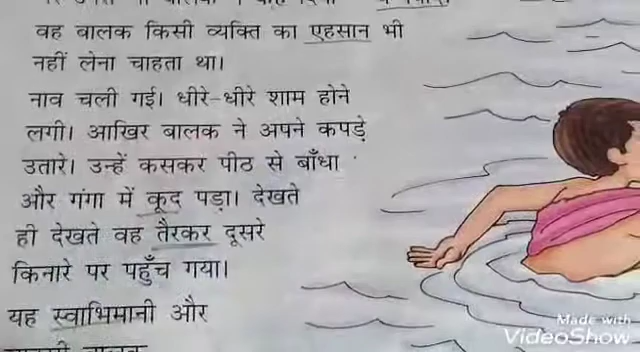 वह बालक किसी व्यक्ति का एहसान भी
नहीं लेना चाहता था।
नाव चली गई। धीरे-धीरे शाम होने
लगी। आखिर बालक ने अपने कपड़े
उतारे। उन्हें कसकर पीठ से बाँधा
और गंगा में कूद पड़ा। देखते
ही देखते वह तैरकर दूसरे
किनारे पर पहुँच गया।
यह स्वाभिमानी और
Made with
VideoShow